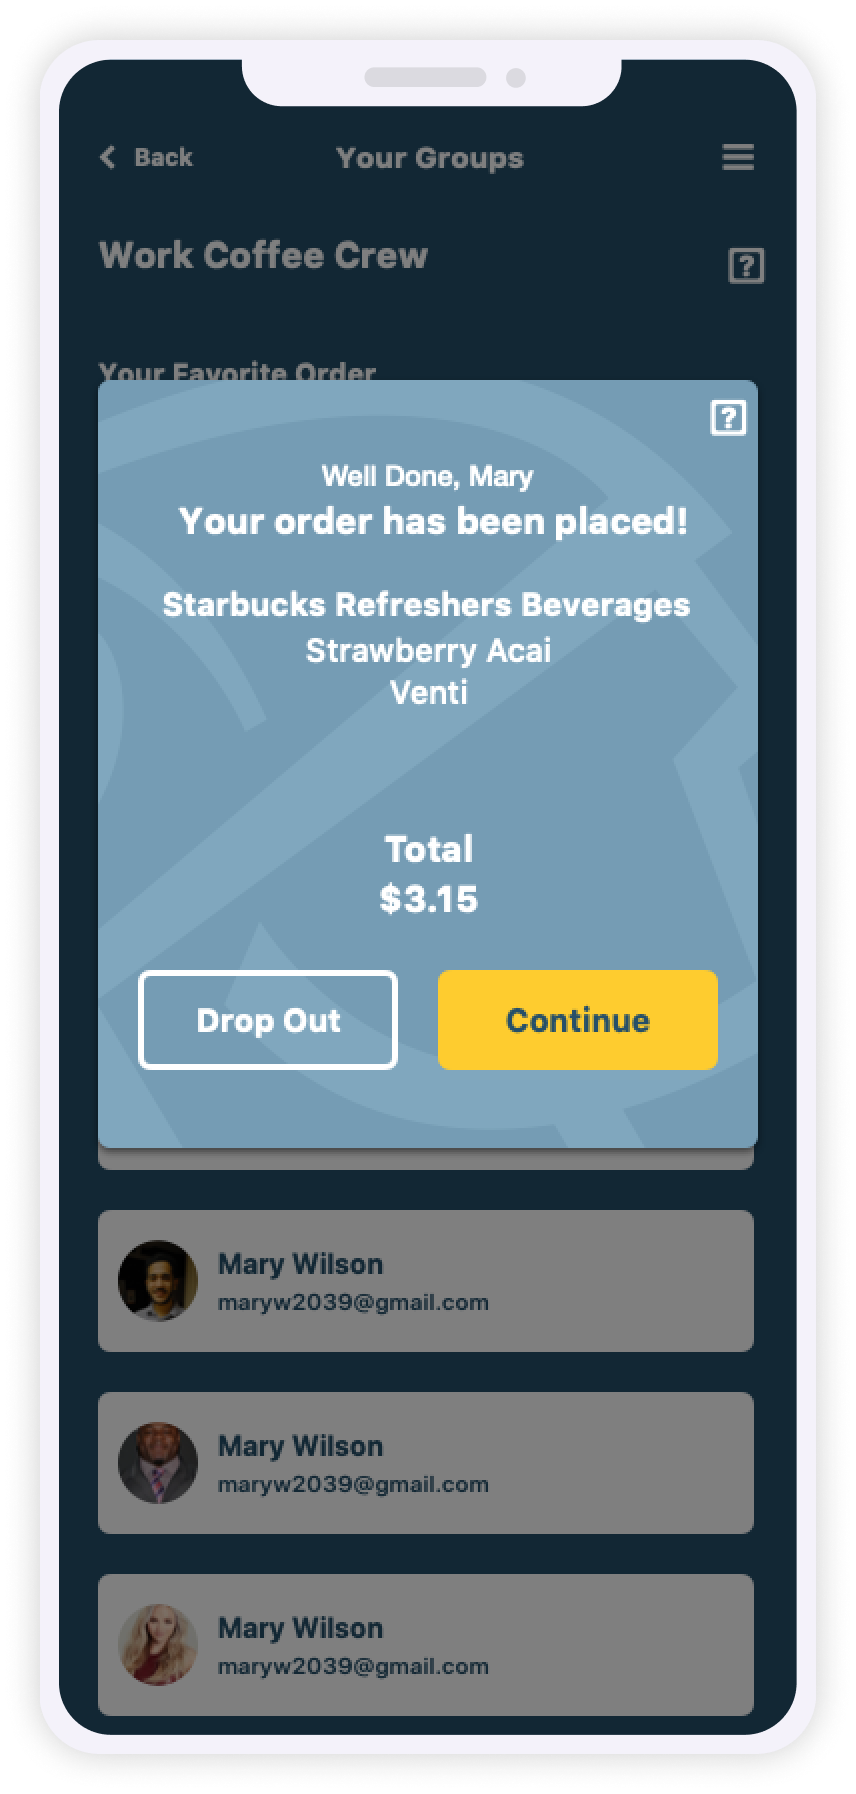 Back
Your Groups
Work Coffee Crew
?
Your Favorite Order
?
Well Done, Mary
Your order has been placed!
Starbucks Refreshers Beverages
Strawberry Acai
Venti
Total
$3.15
Drop Out
Continue
Mary Wilson
maryw2039@gmail.com
Mary Wilson
maryw2039@gmail.com
Mary Wilson
maryw2039@gmail.com